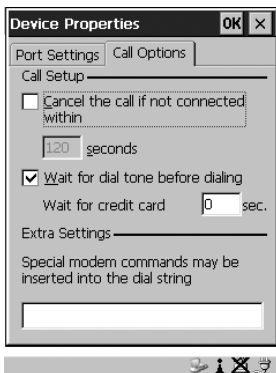 Device Properties OK ×
Port Settings Call Options
Call Setup
Cancel the call if not connected
within
120 seconds
Wait for dial tone before dialing
Wait for credit card 0 sec.
Extra Settings
Special modem commands may be
inserted into the dial string